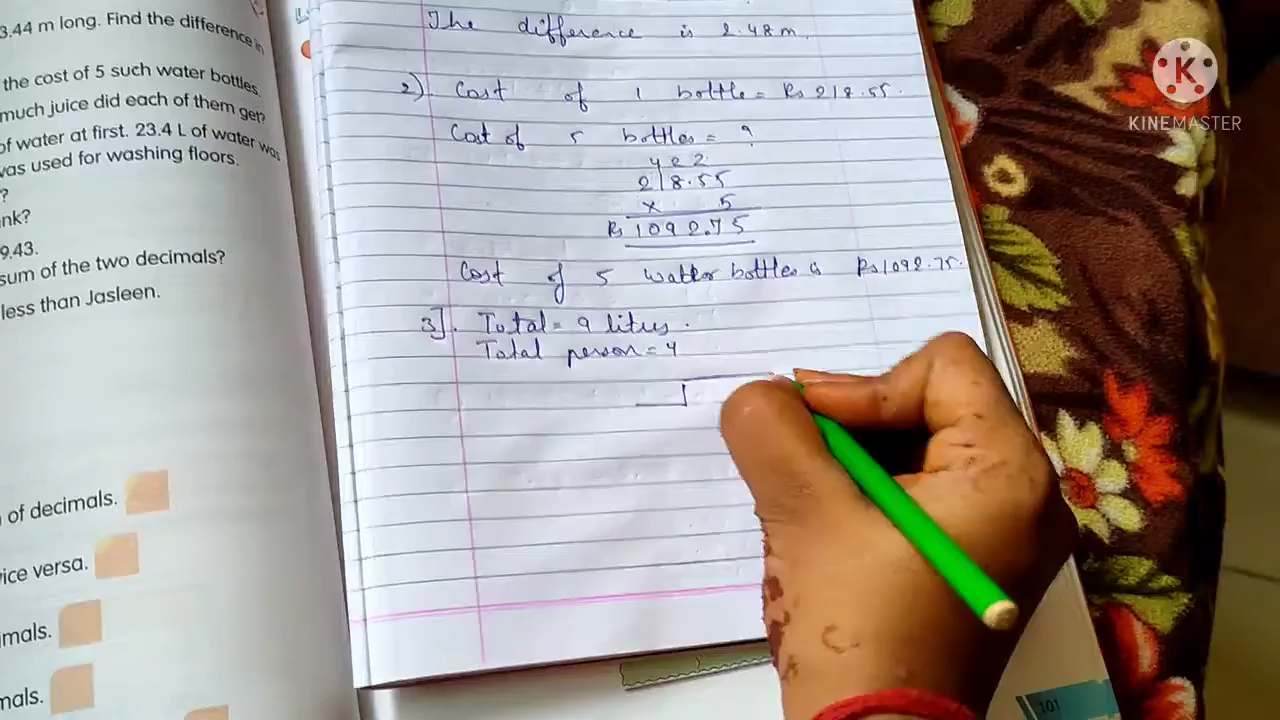 3.44 m long. Find the difference in
the cost of 5 such water bottles.
much juice did each of them get?
of water at first. 23.4 L of water was
was used for washing floors.
?
nk?
9.43.
sum of the two decimals?
less than Jasleen.
of decimals.
vice versa.
imals.
mals.
The difference is 2.48 m.
2) Cost of 1 bottle = Rs 218.55.
Cost of 5 bottles = ?
4 2 2
218.55
x 5
Rs 1092.75
Cost of 5 water bottles is Rs 1092.75.
3]. Total = 9 litres.
Total person = 4
KINEMASTER
101